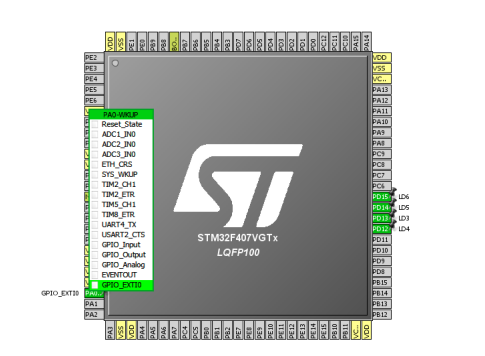 VDD
VSS
PE1
PE0
PB9
PB8
BO..
PB7
PB6
PB5
PB4
PB3
PD7
PD6
PD5
PD4
PD3
PD2
PD1
PD0
PC12
PC11
PC10
PA15
PA14
PE2
PE3
PE4
PE5
PE6
VDD
VSS
VC..
PA13
PA12
PA11
PA10
PA9
PA8
PC9
PC8
PC7
PC6
PD15 LD6
PD14 LD5
PD13 LD3
PD12 LD4
PD11
PD10
PD9
PD8
PB15
PB14
PB13
PB12
PA0-WKUP
Reset_State
ADC1_IN0
ADC2_IN0
ADC3_IN0
ETH_CRS
SYS_WKUP
TIM2_CH1
TIM2_ETR
TIM5_CH1
TIM8_ETR
UART4_TX
USART2_CTS
GPIO_Input
GPIO_Output
GPIO_Analog
EVENTOUT
GPIO_EXTI0
ST
STM32F407VGTx
LQFP100
GPIO_EXTI0 PA0..
PA1
PA2
PA3
VSS
VDD
PA4
PA5
PA6
PA7
PC4
PC5
PB0
PB1
PB2
PE7
PE8
PE9
PE10
PE11
PE12
PE13
PE14
PE15
PB10
PB11
VC..
VDD